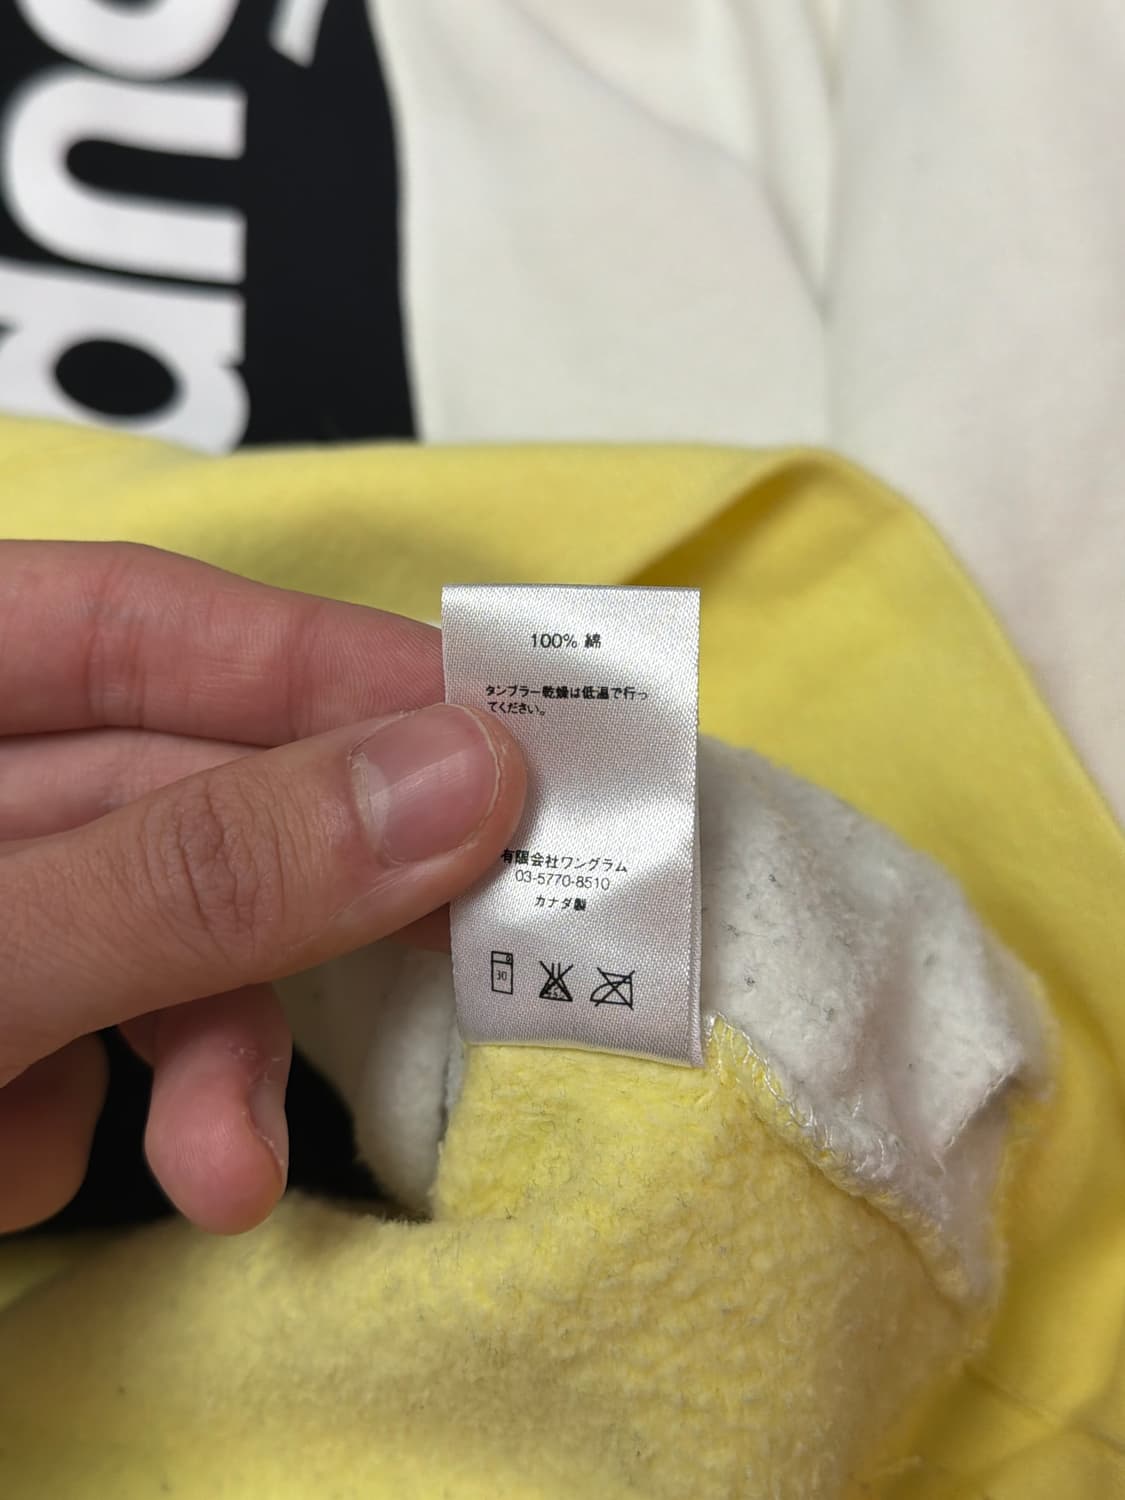 100% 綿
タンブラー乾燥は低温で行っ
てください。
有限会社ワングラム
03-5770-8510
カナダ製
30